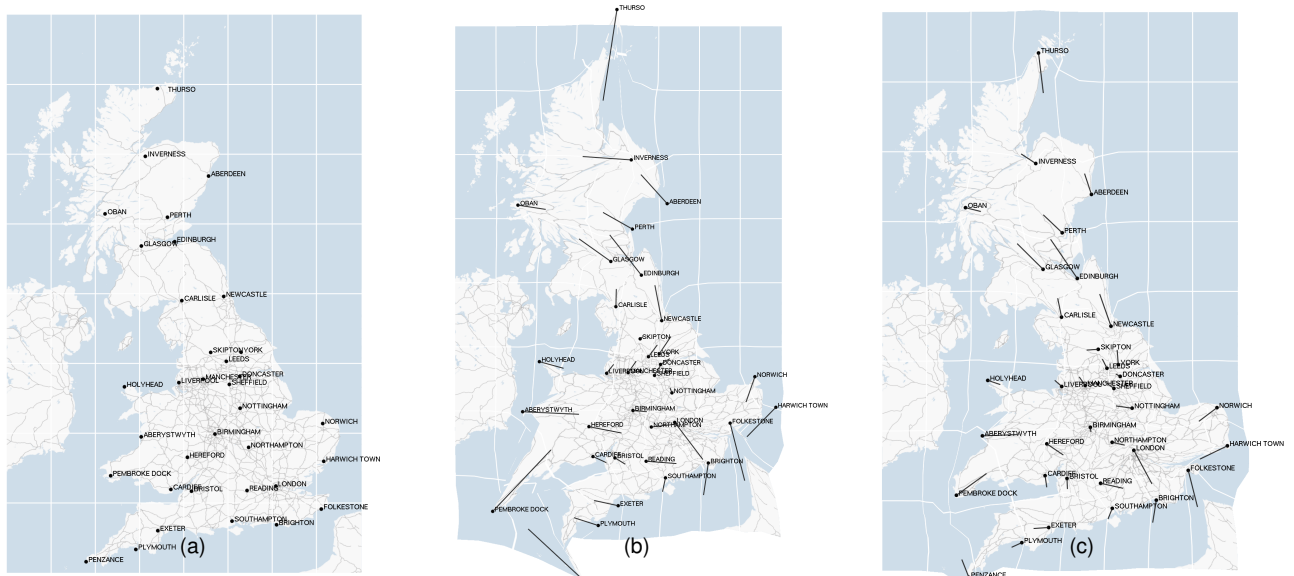 THURSO
INVERNESS
ABERDEEN
OBAN
PERTH
GLASGOW
EDINBURGH
CARLISLE
NEWCASTLE
SKIPTON
YORK
LEEDS
LIVERPOOL
MANCHESTER
DONCASTER
SHEFFIELD
HOLYHEAD
NOTTINGHAM
NORWICH
ABERYSTWYTH
BIRMINGHAM
NORTHAMPTON
HEREFORD
HARWICH TOWN
PEMBROKE DOCK
CARDIFF
BRISTOL
READING
LONDON
FOLKESTONE
SOUTHAMPTON
BRIGHTON
EXETER
PLYMOUTH
PENZANCE
(a)
THURSO
INVERNESS
ABERDEEN
OBAN
PERTH
GLASGOW
EDINBURGH
CARLISLE
NEWCASTLE
SKIPTON
YORK
LEEDS
HOLYHEAD
DONCASTER
LIVERPOOL
MANCHESTER
SHEFFIELD
NORWICH
NOTTINGHAM
HARWICH TOWN
ABERYSTWYTH
BIRMINGHAM
HEREFORD
NORTHAMPTON
LONDON
FOLKESTONE
CARDIFF
BRISTOL
READING
BRIGHTON
SOUTHAMPTON
EXETER
PEMBROKE DOCK
PLYMOUTH
(b)
THURSO
INVERNESS
ABERDEEN
OBAN
PERTH
GLASGOW
EDINBURGH
CARLISLE
NEWCASTLE
SKIPTON
YORK
LEEDS
DONCASTER
HOLYHEAD
LIVERPOOL
MANCHESTER
SHEFFIELD
NOTTINGHAM
NORWICH
ABERYSTWYTH
BIRMINGHAM
HEREFORD
NORTHAMPTON
LONDON
HARWICH TOWN
FOLKESTONE
CARDIFF
BRISTOL
READING
PEMBROKE DOCK
BRIGHTON
SOUTHAMPTON
EXETER
PLYMOUTH
PENZANCE
(c)